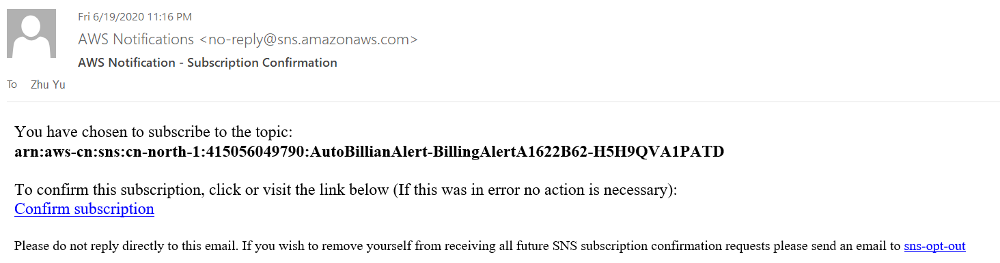 Fri 6/19/2020 11:16 PM
AWS Notifications <no-reply@sns.amazonaws.com>
AWS Notification - Subscription Confirmation
To Zhu Yu
You have chosen to subscribe to the topic:
arn:aws-cn:sns:cn-north-1:415056049790:AutoBillianAlert-BillingAlertA1622B62-H5H9QVA1PATD
To confirm this subscription, click or visit the link below (If this was in error no action is necessary):
Confirm subscription
Please do not reply directly to this email. If you wish to remove yourself from receiving all future SNS subscription confirmation requests please send an email to sns-opt-out